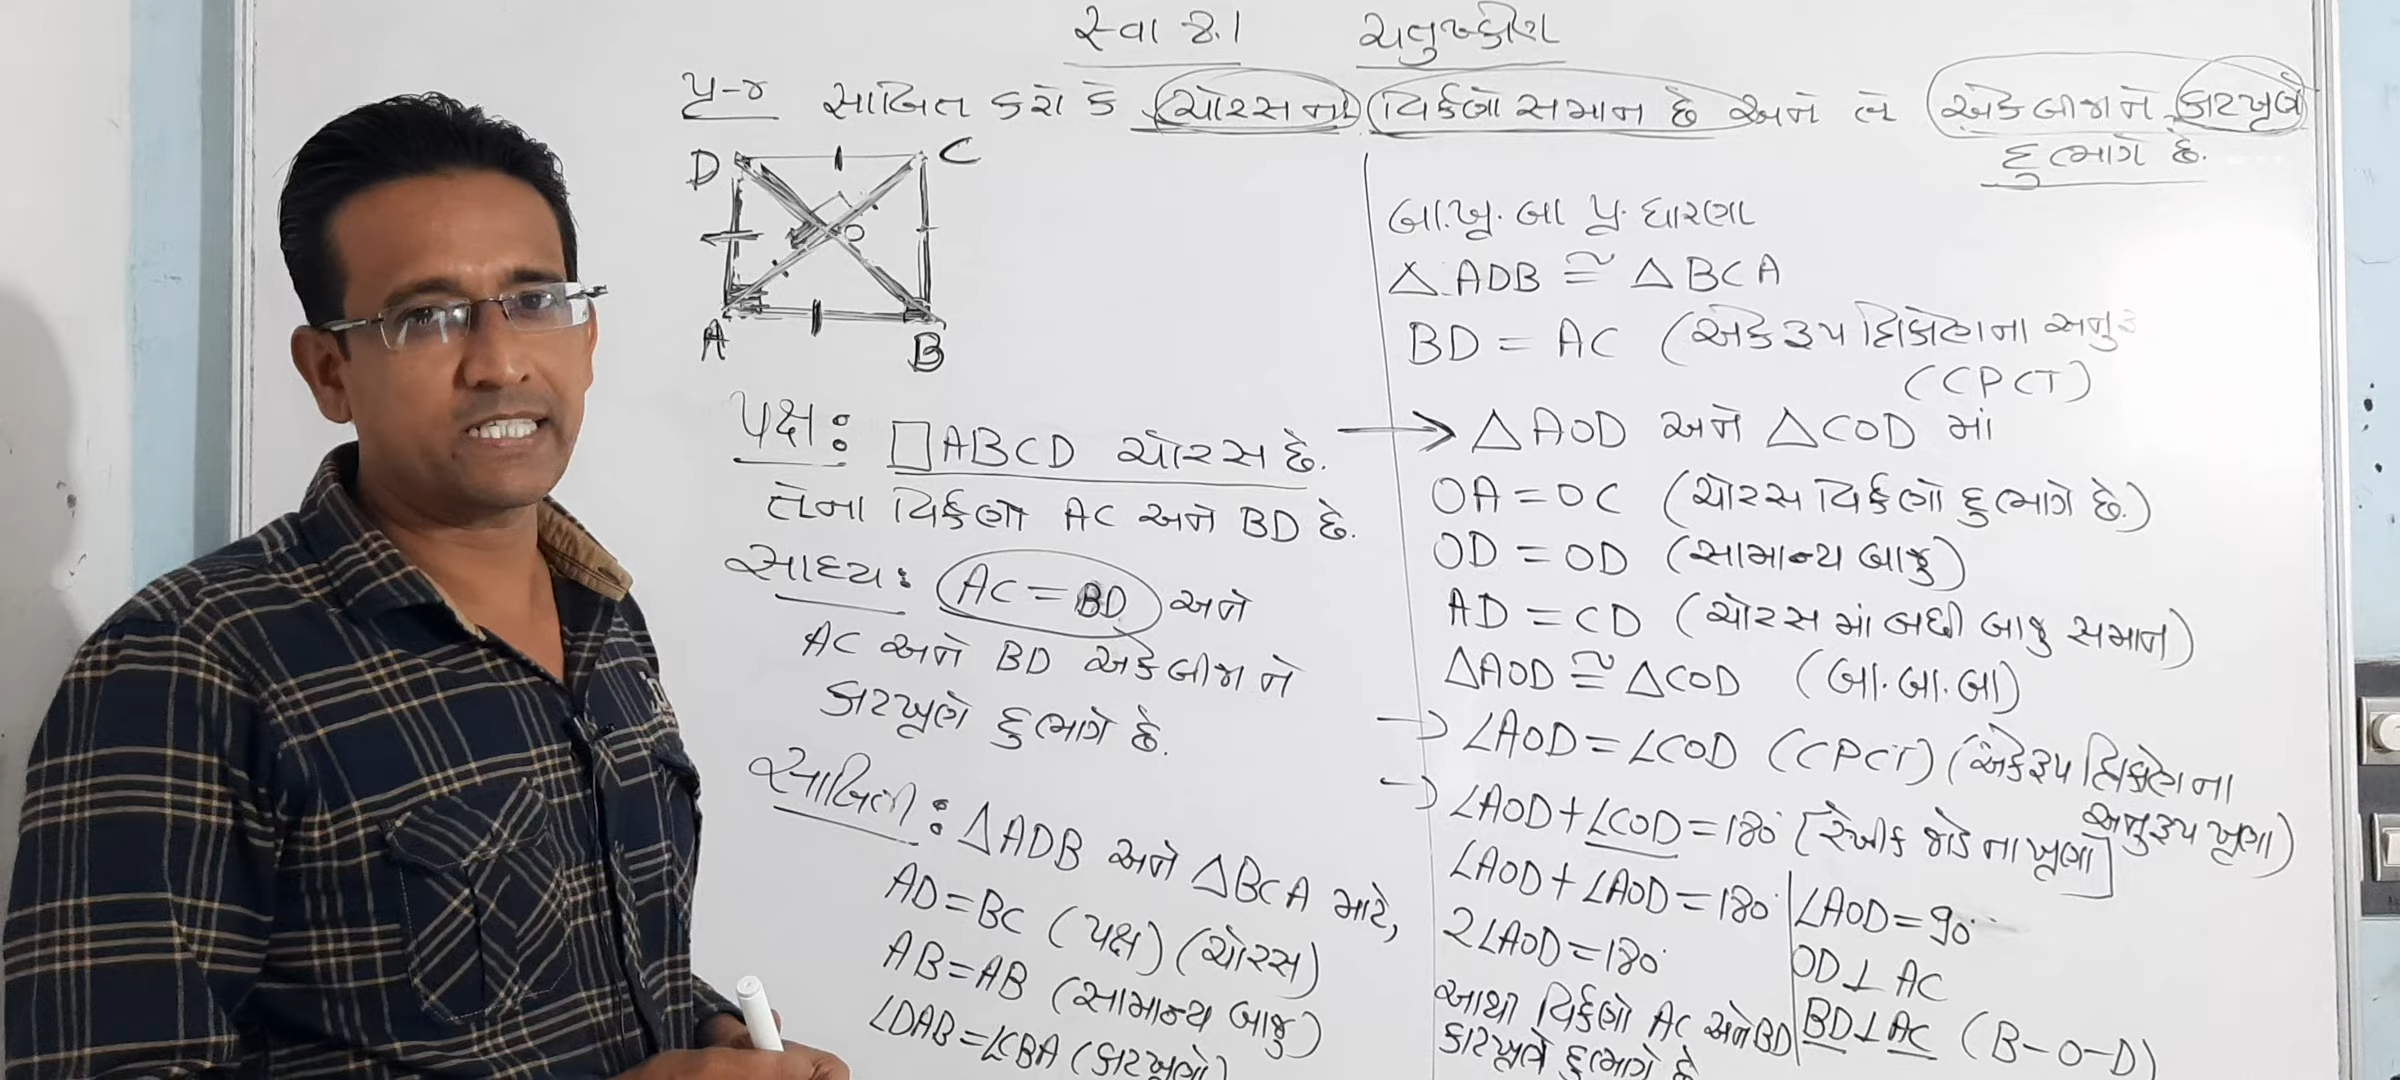 સ્વા 8.1 ચતુષ્કોણ
પ્ર-૪ સાબિત કરો કે ચોરસના વિકર્ણો સમાન છે અને તે એકબીજાને કાટખૂણે
દુભાગે છે.
D C
O
A B
પક્ષ: □ABCD ચોરસ છે.
તેના વિકર્ણો AC અને BD છે.
સાધ્ય: AC = BD અને
AC અને BD એકબીજાને
કાટખૂણે દુભાગે છે.
સાબિતી: △ADB અને △BCA માટે,
AD = BC (પક્ષ) (ચોરસ)
AB = AB (સામાન્ય બાજુ)
∠DAB = ∠CBA (કાટખૂણો)
બા.ખૂ.બા પૂ. ધારણા
△ADB ≅ △BCA
BD = AC (એકરૂપ ત્રિકોણના
(CPCT)
→ △AOD અને △COD માં
OA = OC (ચોરસ વિકર્ણો દુભાગે છે.)
OD = OD (સામાન્ય બાજુ)
AD = CD (ચોરસ માં બધી બાજુ સમાન)
△AOD ≅ △COD (બા.બા.બા)
→ ∠AOD = ∠COD (CPCT) (એકરૂપ ત્રિકોણના
અનુરૂપ ખૂણા)
→ ∠AOD + ∠COD = 180° [રેખીક જોડ ના ખૂણા]
∠AOD + ∠AOD = 180°
2∠AOD = 180°
આથી વિકર્ણો AC અને BD
કાટખૂણે દુભાગે છે
∠AOD = 90°
OD ⊥ AC
BD ⊥ AC (B-O-D)